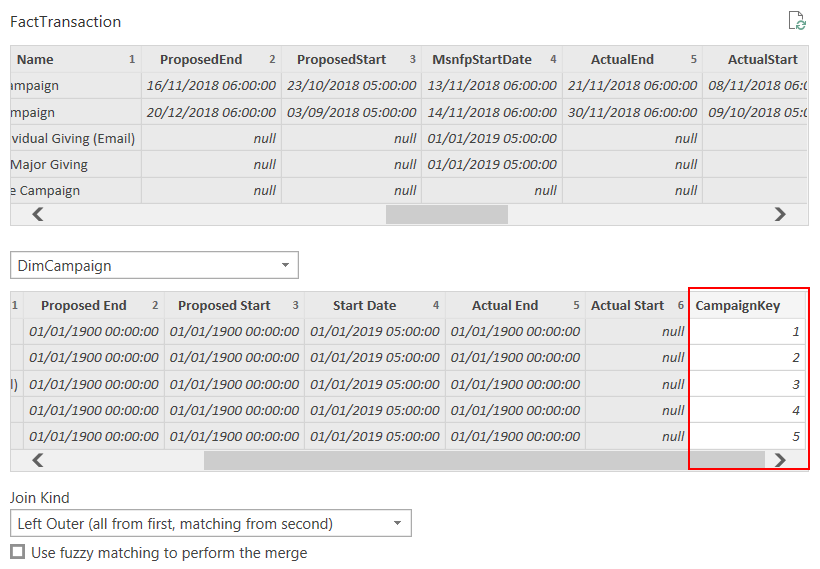 FactTransaction
Name 1 ProposedEnd 2 ProposedStart 3 MsnfpStartDate 4 ActualEnd 5 ActualStart
ampaign 16/11/2018 06:00:00 23/10/2018 05:00:00 13/11/2018 06:00:00 21/11/2018 06:00:00 08/11/2018 06:0
mpaign 20/12/2018 06:00:00 03/09/2018 05:00:00 14/11/2018 06:00:00 30/11/2018 06:00:00 09/10/2018 05:0
ividual Giving (Email) null null 01/01/2019 05:00:00 null
Major Giving null null 01/01/2019 05:00:00 null
e Campaign null null null null
DimCampaign
1 Proposed End 2 Proposed Start 3 Start Date 4 Actual End 5 Actual Start 6 CampaignKey
01/01/1900 00:00:00 01/01/1900 00:00:00 01/01/2019 05:00:00 01/01/1900 00:00:00 null 1
01/01/1900 00:00:00 01/01/1900 00:00:00 01/01/2019 05:00:00 01/01/1900 00:00:00 null 2
l) 01/01/1900 00:00:00 01/01/1900 00:00:00 01/01/2019 05:00:00 01/01/1900 00:00:00 null 3
01/01/1900 00:00:00 01/01/1900 00:00:00 01/01/2019 05:00:00 01/01/1900 00:00:00 null 4
01/01/1900 00:00:00 01/01/1900 00:00:00 01/01/2019 05:00:00 01/01/1900 00:00:00 null 5
Join Kind
Left Outer (all from first, matching from second)
Use fuzzy matching to perform the merge